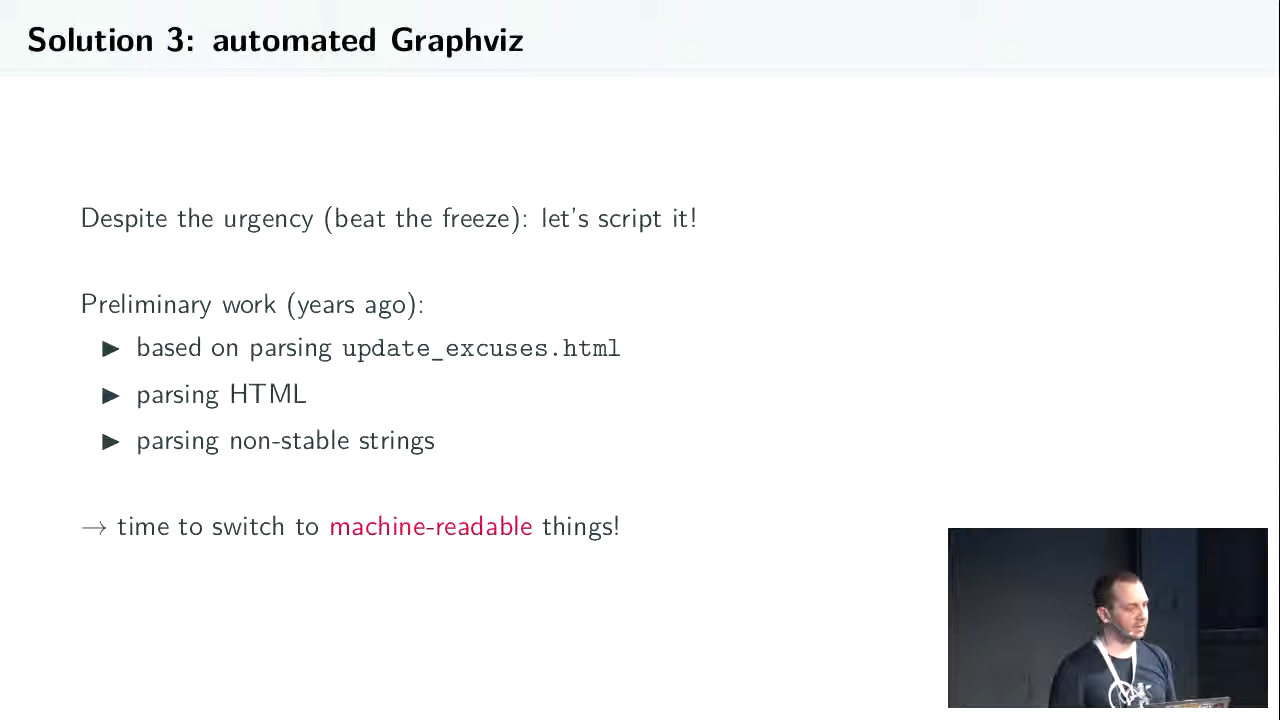 Solution 3: automated Graphviz
Despite the urgency (beat the freeze): let's script it!
Preliminary work (years ago):
▶ based on parsing update_excuses.html
▶ parsing HTML
▶ parsing non-stable strings
→ time to switch to machine-readable things!